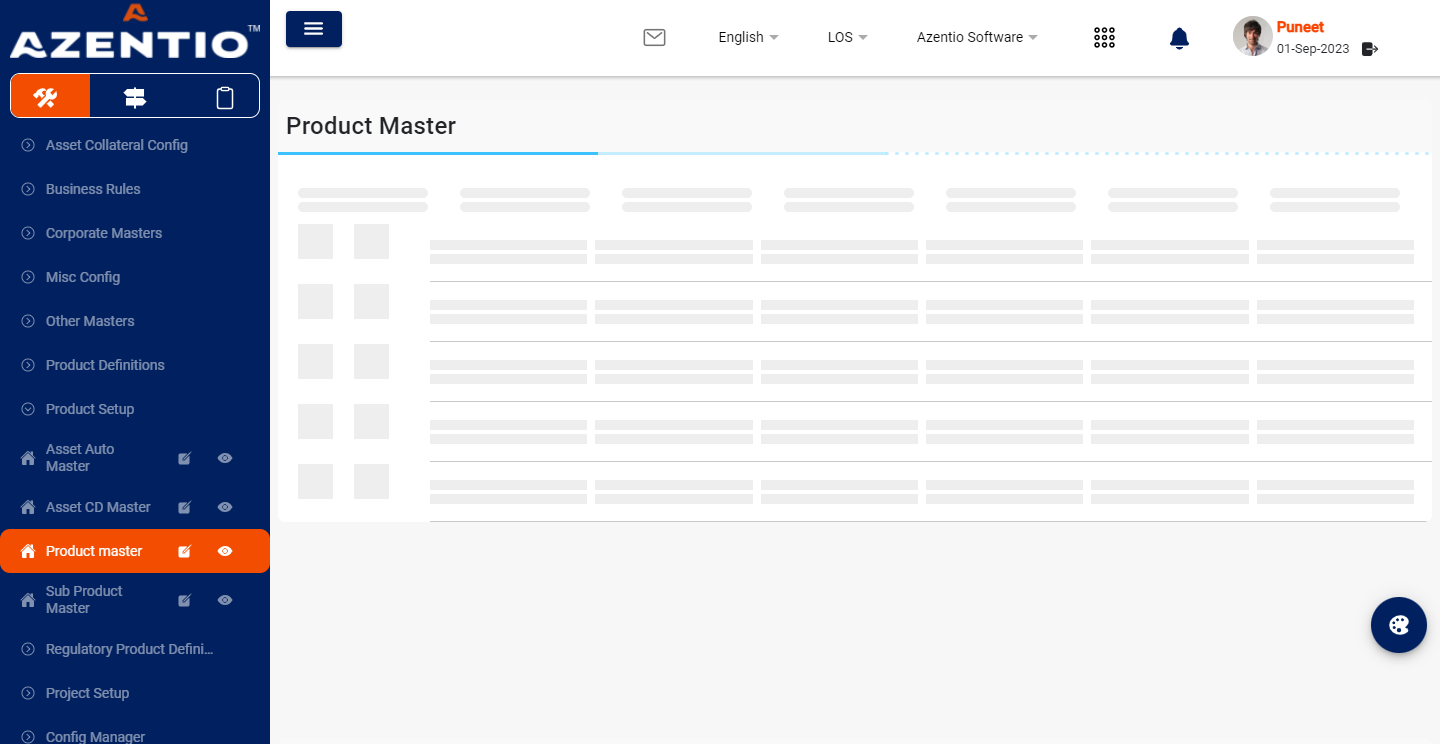 AZENTIO™
English
LOS
Azentio Software
Puneet
01-Sep-2023
Asset Collateral Config
Business Rules
Corporate Masters
Misc Config
Other Masters
Product Definitions
Product Setup
Asset Auto
Master
Asset CD Master
Product master
Sub Product
Master
Regulatory Product Defini...
Project Setup
Config Manager
Product Master